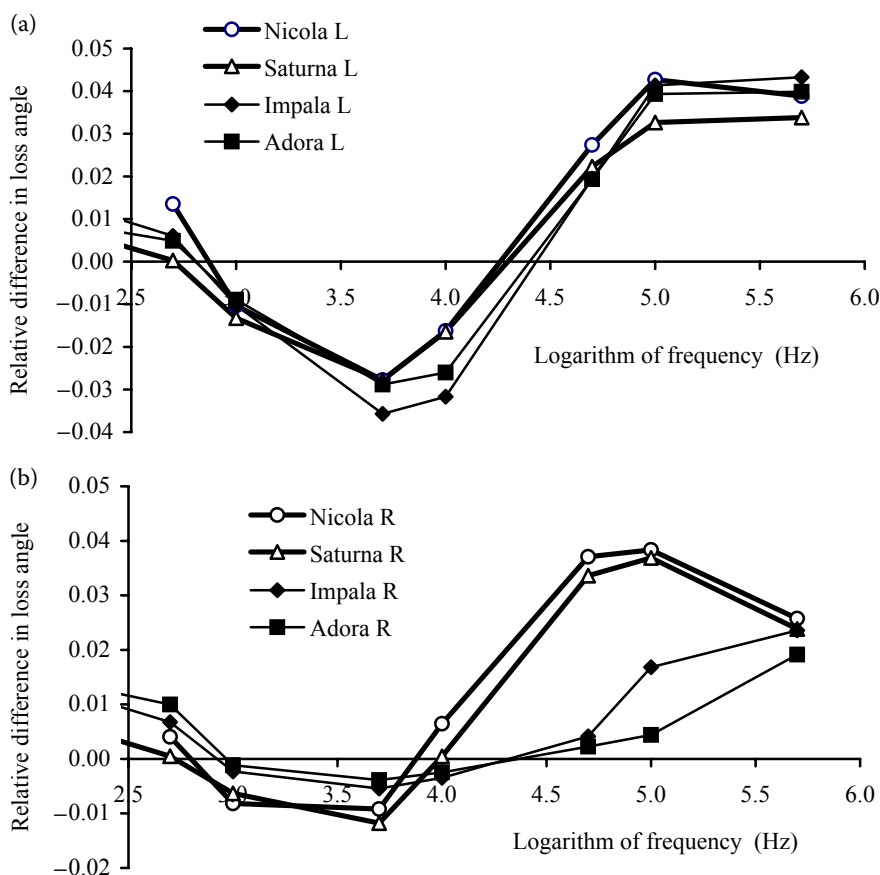 (a)
Nicola L
Saturna L
Impala L
Adora L
Relative difference in loss angle
0.05
0.04
0.03
0.02
0.01
0.00
–0.01
–0.02
–0.03
–0.04
2.5 3.0 3.5 4.0 4.5 5.0 5.5 6.0
Logarithm of frequency (Hz)
(b)
Nicola R
Saturna R
Impala R
Adora R
Relative difference in loss angle
0.05
0.04
0.03
0.02
0.01
0.00
–0.01
–0.02
2.5 3.0 3.5 4.0 4.5 5.0 5.5 6.0
Logarithm of frequency (Hz)